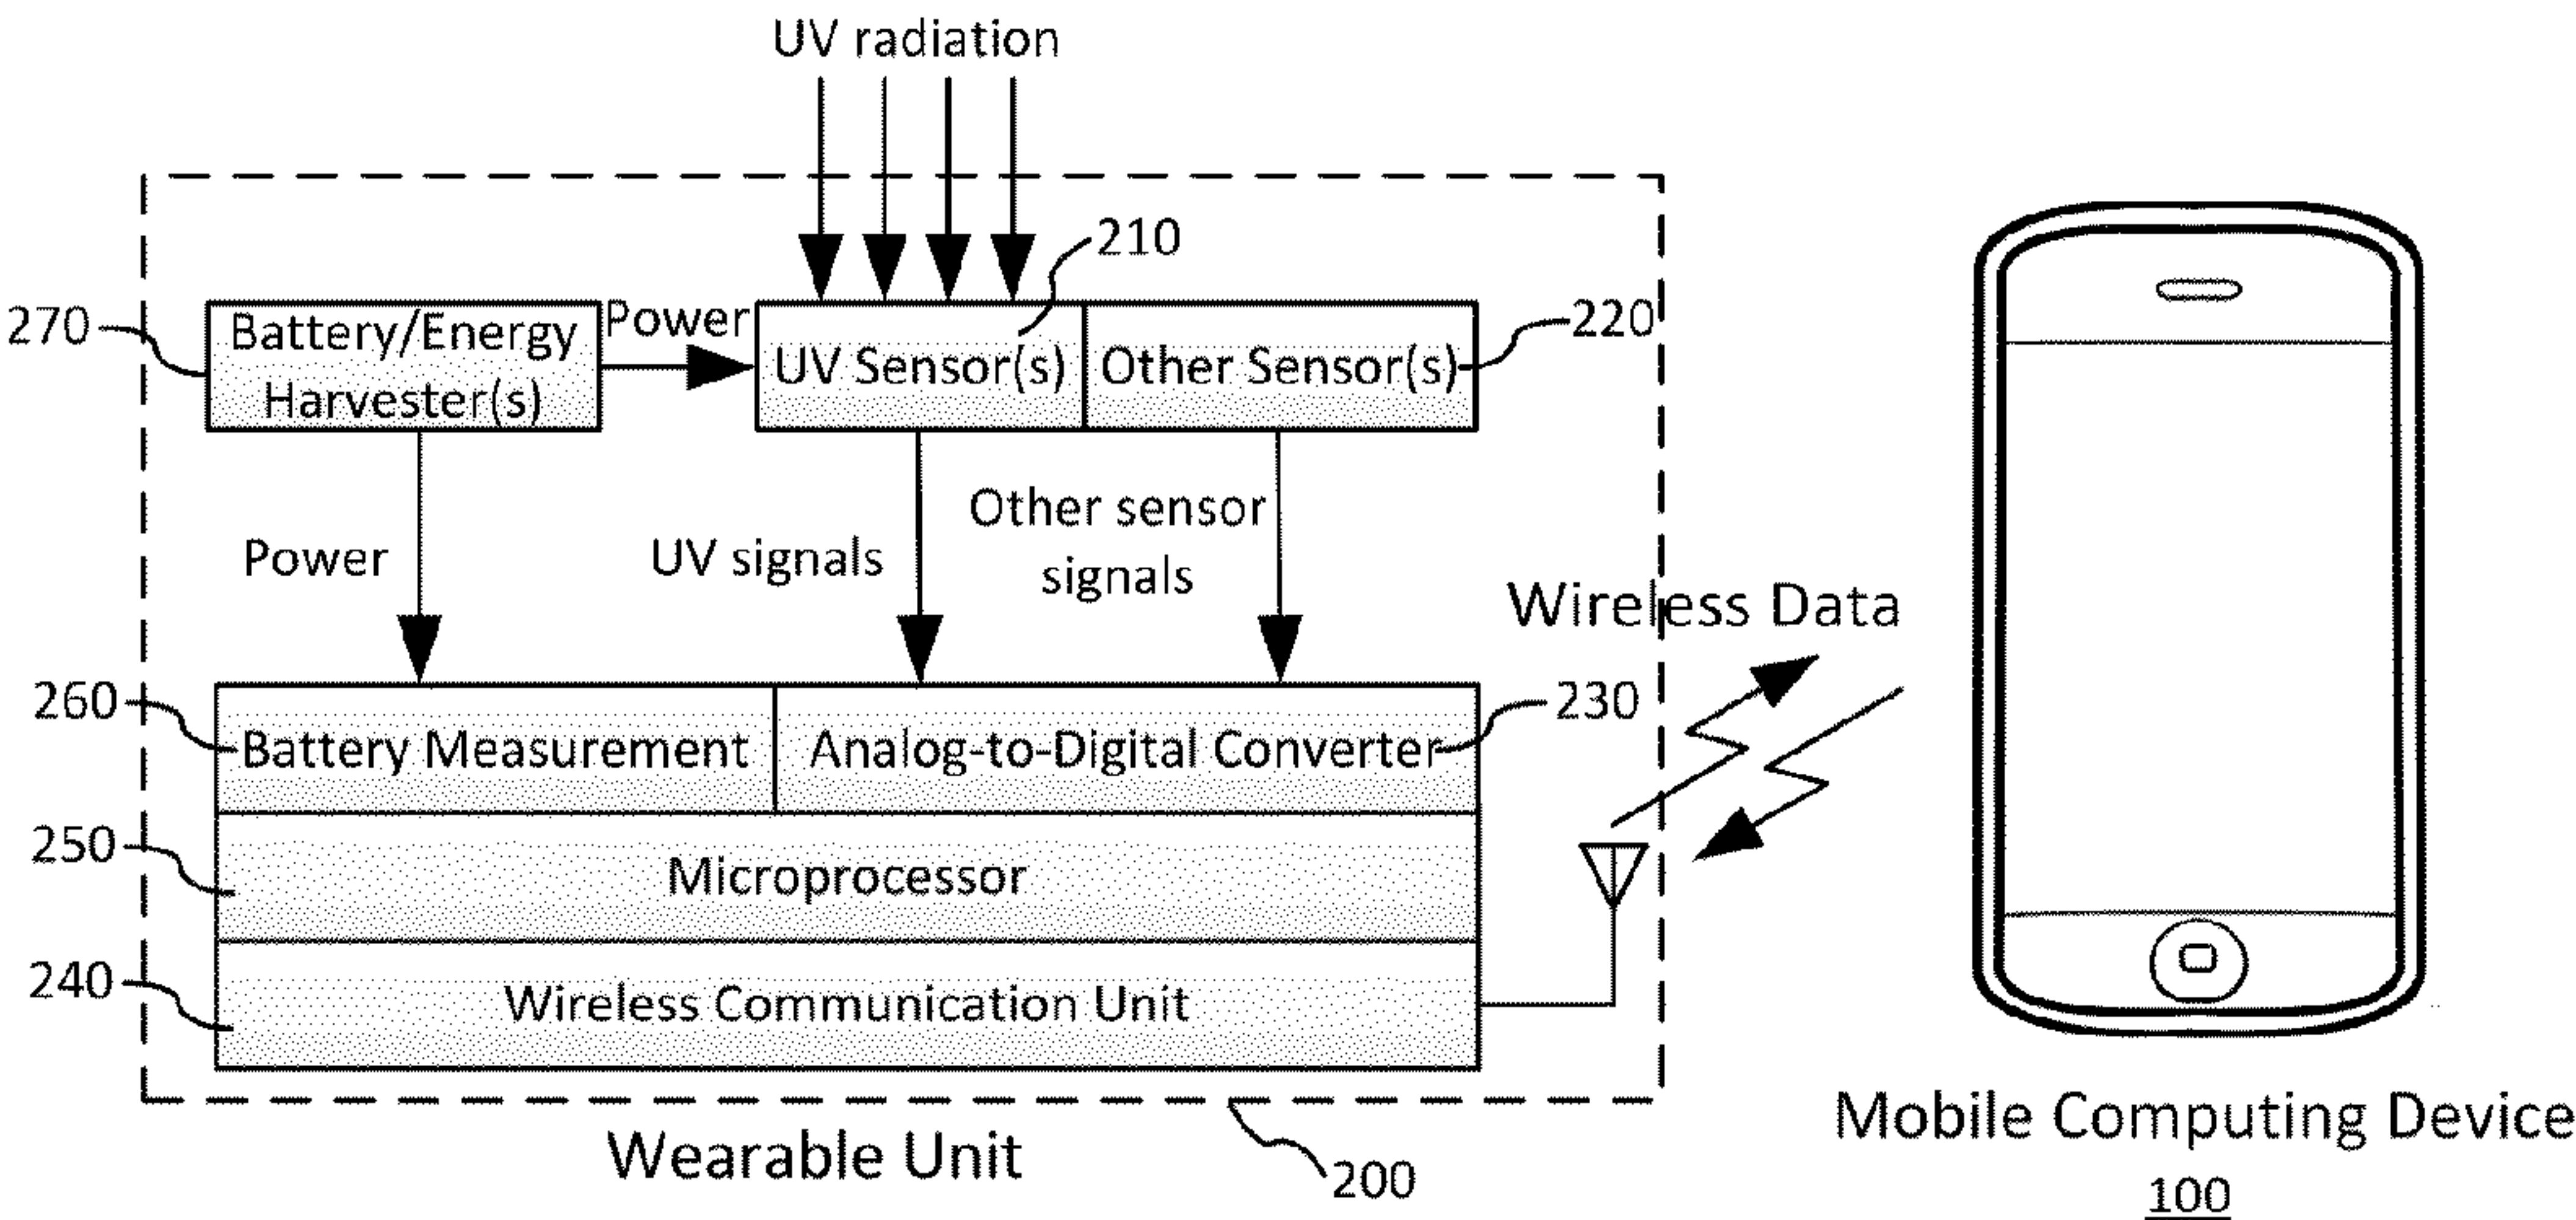 UV radiation
210
270
Battery/Energy
Harvester(s)
Power
UV Sensor(s)
Other Sensor(s)
220
Power
UV signals
Other sensor
signals
Wireless Data
260
Battery Measurement
Analog-to-Digital Converter
230
250
Microprocessor
240
Wireless Communication Unit
Wearable Unit
200
Mobile Computing Device
100